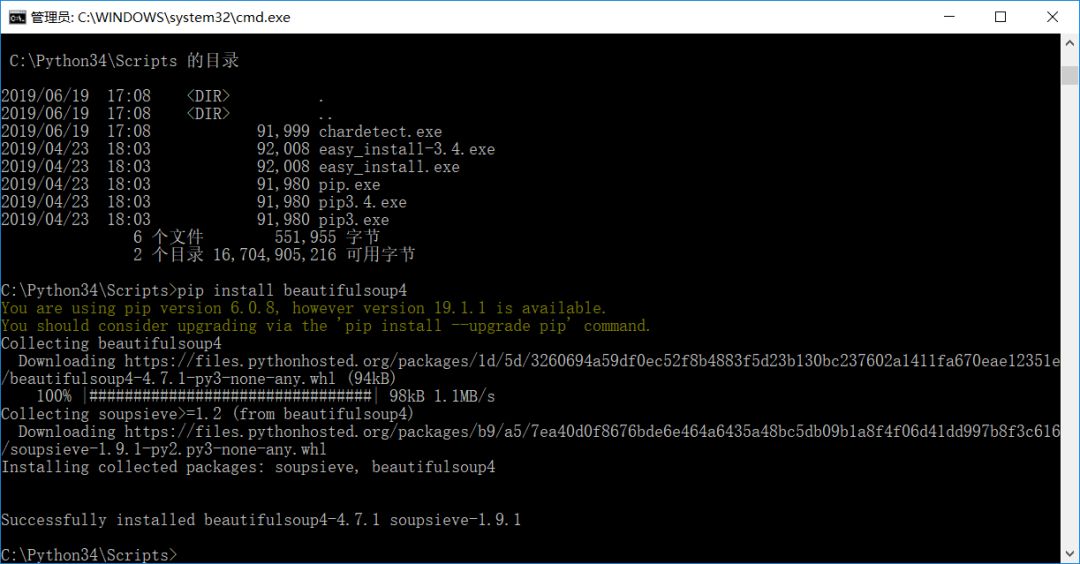 管理员: C:\WINDOWS\system32\cmd.exe
C:\Python34\Scripts 的目录
2019/06/19  17:08    <DIR>          .
2019/06/19  17:08    <DIR>          ..
2019/06/19  17:08            91,999 chardetect.exe
2019/04/23  18:03            92,008 easy_install-3.4.exe
2019/04/23  18:03            92,008 easy_install.exe
2019/04/23  18:03            91,980 pip.exe
2019/04/23  18:03            91,980 pip3.4.exe
2019/04/23  18:03            91,980 pip3.exe
6 个文件        551,955 字节
2 个目录 16,704,905,216 可用字节
C:\Python34\Scripts>pip install beautifulsoup4
You are using pip version 6.0.8, however version 19.1.1 is available.
You should consider upgrading via the 'pip install --upgrade pip' command.
Collecting beautifulsoup4
Downloading https://files.pythonhosted.org/packages/1d/5d/3260694a59df0ec52f8b4883f5d23b130bc237602a1411fa670eae12351e
/beautifulsoup4-4.7.1-py3-none-any.whl (94kB)
100% |################################| 98kB 1.1MB/s
Collecting soupsieve>=1.2 (from beautifulsoup4)
Downloading https://files.pythonhosted.org/packages/b9/a5/7ea40d0f8676bde6e464a6435a48bc5db09b1a8f4f06d41dd997b8f3c616
/soupsieve-1.9.1-py2.py3-none-any.whl
Installing collected packages: soupsieve, beautifulsoup4
Successfully installed beautifulsoup4-4.7.1 soupsieve-1.9.1
C:\Python34\Scripts>